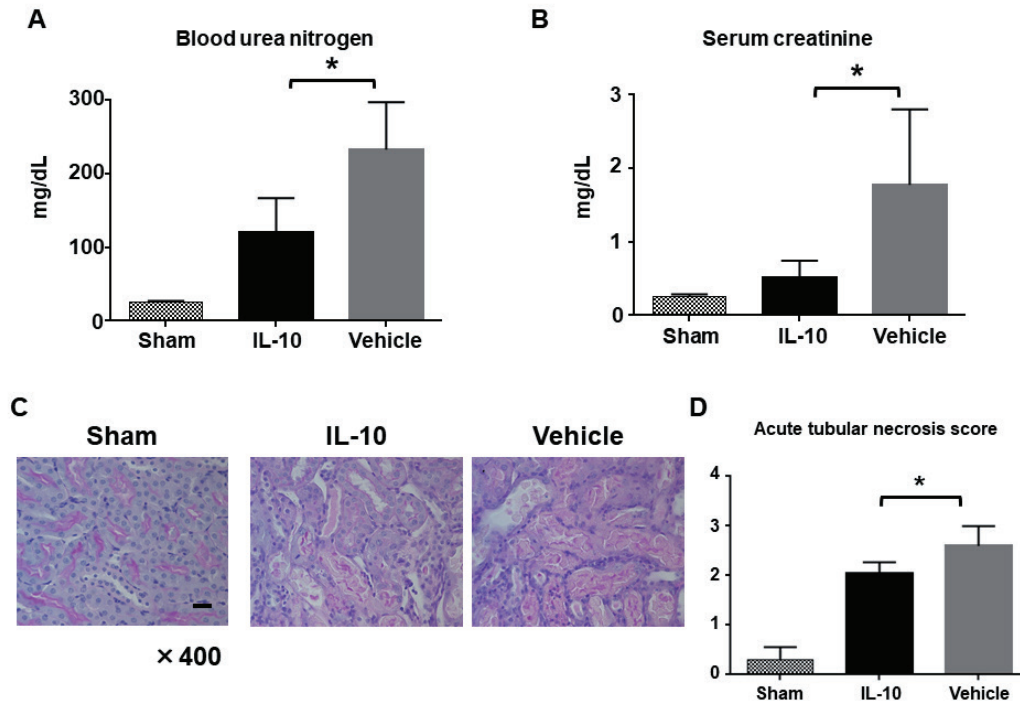 A
Blood urea nitrogen
*
300
200
100
0
mg/dL
Sham IL-10 Vehicle
B
Serum creatinine
*
3
2
1
0
mg/dL
Sham IL-10 Vehicle
C
Sham IL-10 Vehicle
× 400
D
Acute tubular necrosis score
*
4
3
2
1
0
Sham IL-10 Vehicle